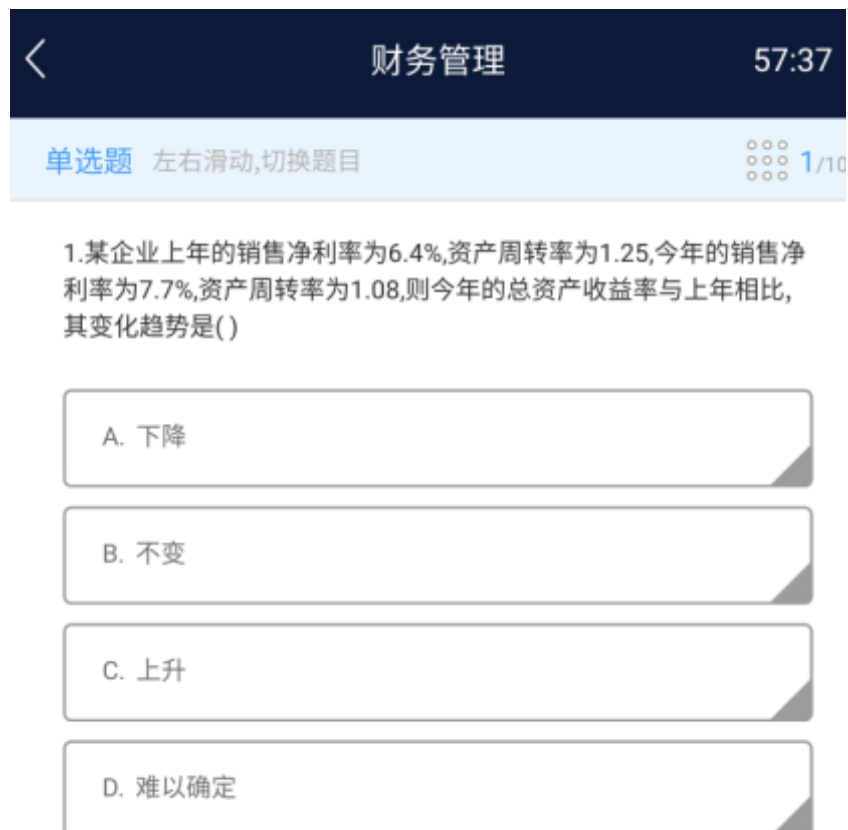 财务管理 57:37
单选题 左右滑动,切换题目 1/10
1.某企业上年的销售净利率为6.4%,资产周转率为1.25,今年的销售净
利率为7.7%,资产周转率为1.08,则今年的总资产收益率与上年相比,
其变化趋势是( )
A. 下降
B. 不变
C. 上升
D. 难以确定